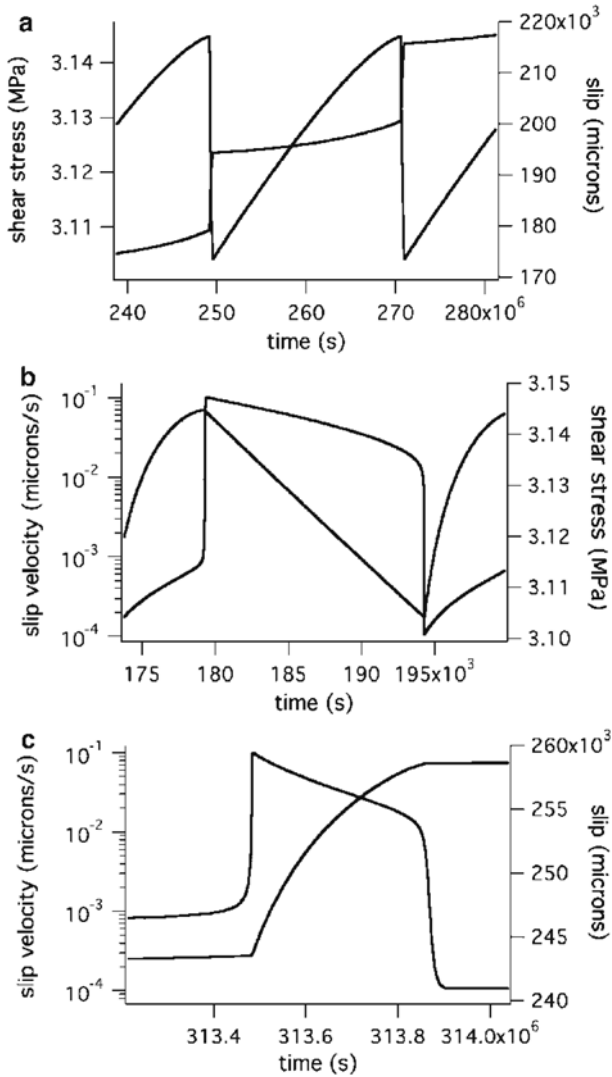 a
220x10³
210
200
190
180
170
slip (microns)
3.14
3.13
3.12
3.11
shear stress (MPa)
240
250
260
270
280x10⁶
time (s)
b
10⁻¹
10⁻²
10⁻³
10⁻⁴
slip velocity (microns/s)
3.15
3.14
3.13
3.12
3.11
3.10
shear stress (MPa)
175
180
185
190
195x10³
time (s)
c
10⁻¹
10⁻²
10⁻³
10⁻⁴
slip velocity (microns/s)
260x10³
255
250
245
240
slip (microns)
313.4
313.6
313.8
314.0x10⁶
time (s)